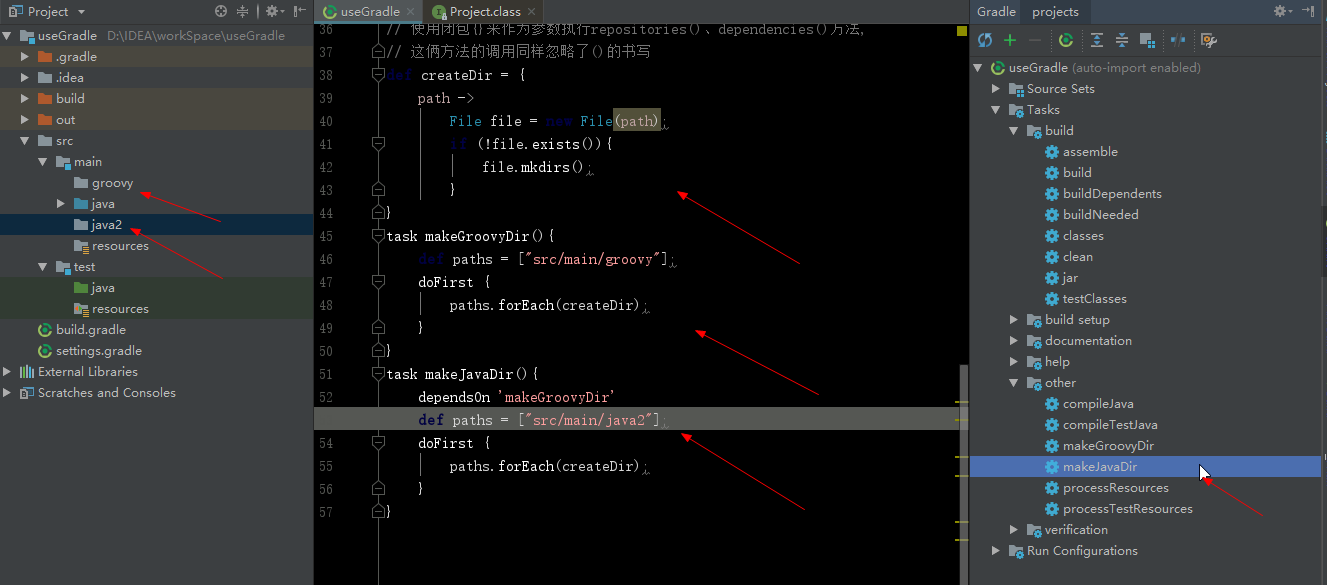 Project
useGradle D:\IDEA\workSpace\useGradle
.gradle
.idea
build
out
src
main
groovy
java
java2
resources
test
java
resources
build.gradle
settings.gradle
External Libraries
Scratches and Consoles
useGradle × Project.class ×
36 // 使用闭包{}来作为参数执行repositories()、dependencies()方法,
37 // 这俩方法的调用同样忽略了()的书写
38 def createDir = {
39 path ->
40 File file = new File(path);
41 if (!file.exists()){
42 file.mkdirs();
43 }
44 }
45 task makeGroovyDir(){
46 def paths = ["src/main/groovy"];
47 doFirst {
48 paths.forEach(createDir);
49 }
50 }
51 task makeJavaDir(){
52 dependsOn 'makeGroovyDir'
def paths = ["src/main/java2"];
54 doFirst {
55 paths.forEach(createDir);
56 }
57 }
Gradle projects
useGradle (auto-import enabled)
Source Sets
Tasks
build
assemble
build
buildDependents
buildNeeded
classes
clean
jar
testClasses
build setup
documentation
help
other
compileJava
compileTestJava
makeGroovyDir
makeJavaDir
processResources
processTestResources
verification
Run Configurations